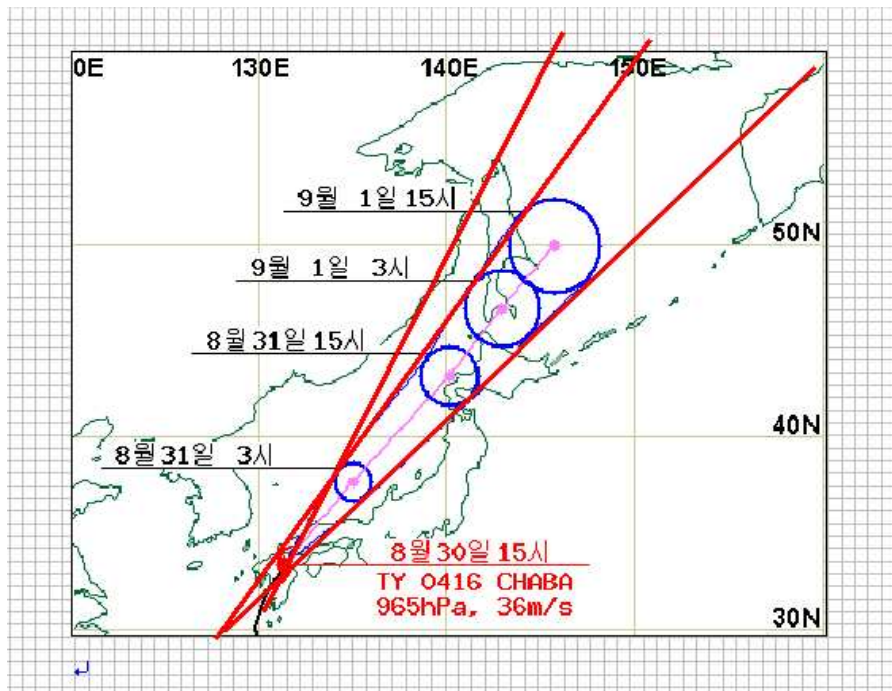 0E 130E 140E 150E
9월 1일 15시
50N
9월 1일 3시
8월31일 15시
40N
8월31일 3시
8월30일 15시
TY 0416 CHABA
965hPa, 36m/s
30N